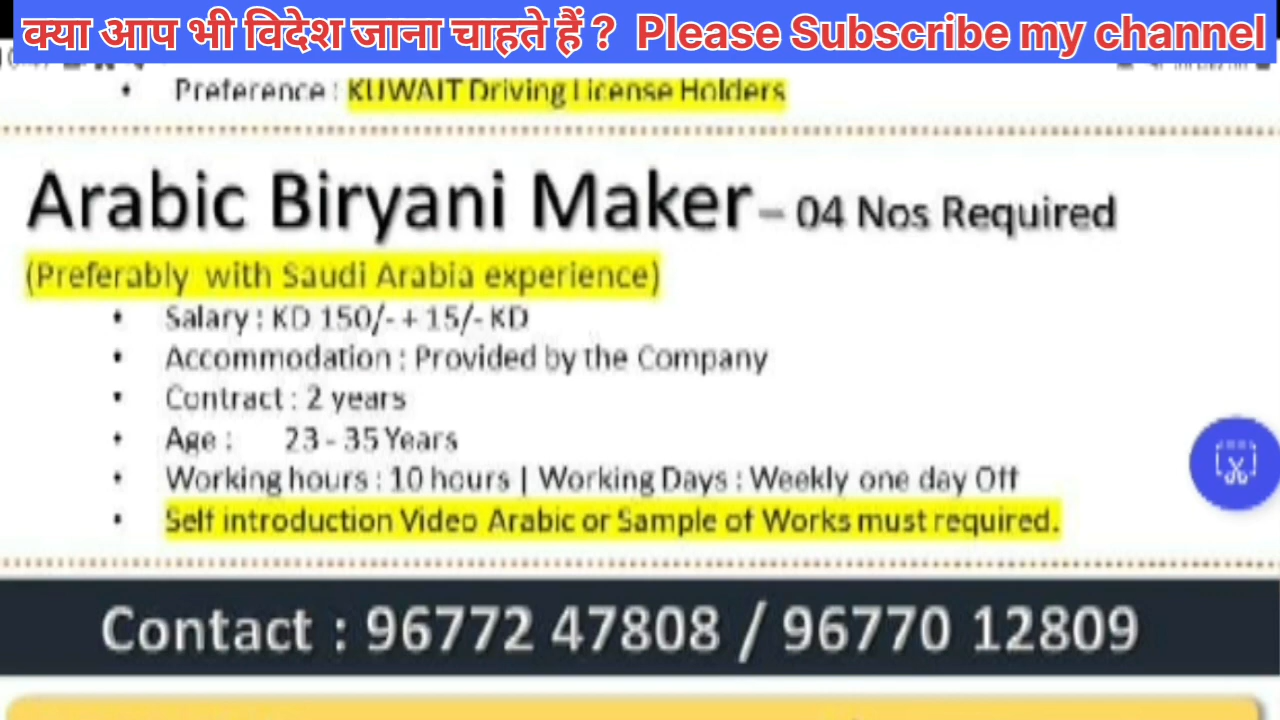 क्या आप भी विदेश जाना चाहते हैं ? Please Subscribe my channel
• Preference : KUWAIT Driving License Holders
Arabic Biryani Maker – 04 Nos Required
(Preferably with Saudi Arabia experience)
• Salary : KD 150/- + 15/- KD
• Accommodation : Provided by the Company
• Contract : 2 years
• Age : 23 - 35 Years
• Working hours : 10 hours | Working Days : Weekly one day Off
• Self introduction Video Arabic or Sample of Works must required.
Contact : 96772 47808 / 96770 12809